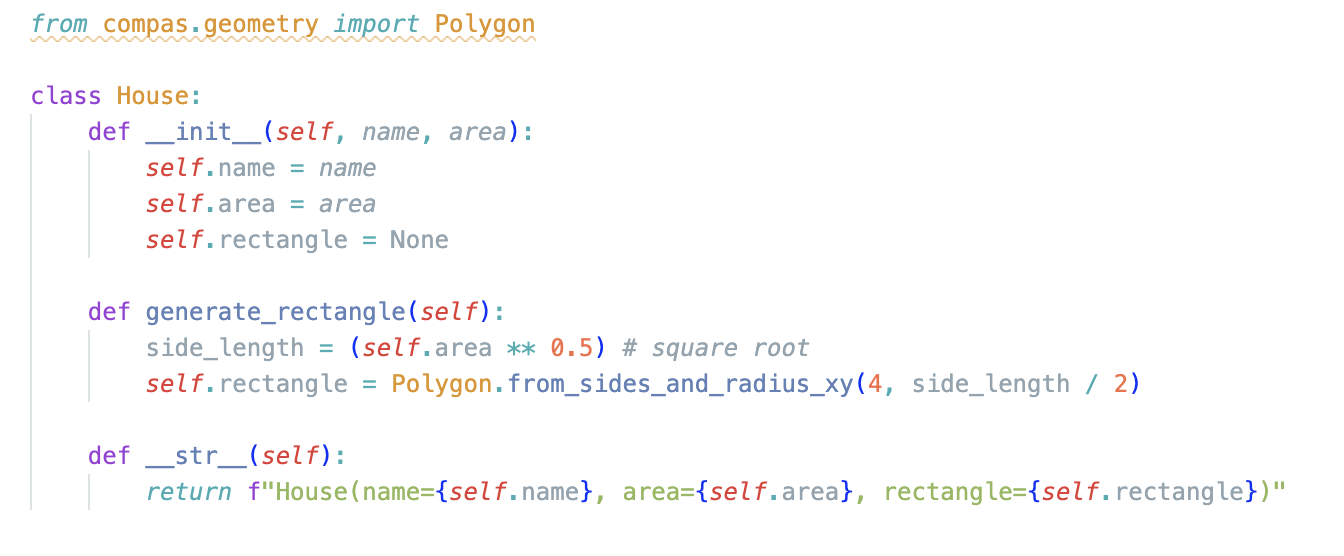 from compas.geometry import Polygon

class House:
    def __init__(self, name, area):
        self.name = name
        self.area = area
        self.rectangle = None

    def generate_rectangle(self):
        side_length = (self.area ** 0.5) # square root
        self.rectangle = Polygon.from_sides_and_radius_xy(4, side_length / 2)

    def __str__(self):
        return f"House(name={self.name}, area={self.area}, rectangle={self.rectangle})"